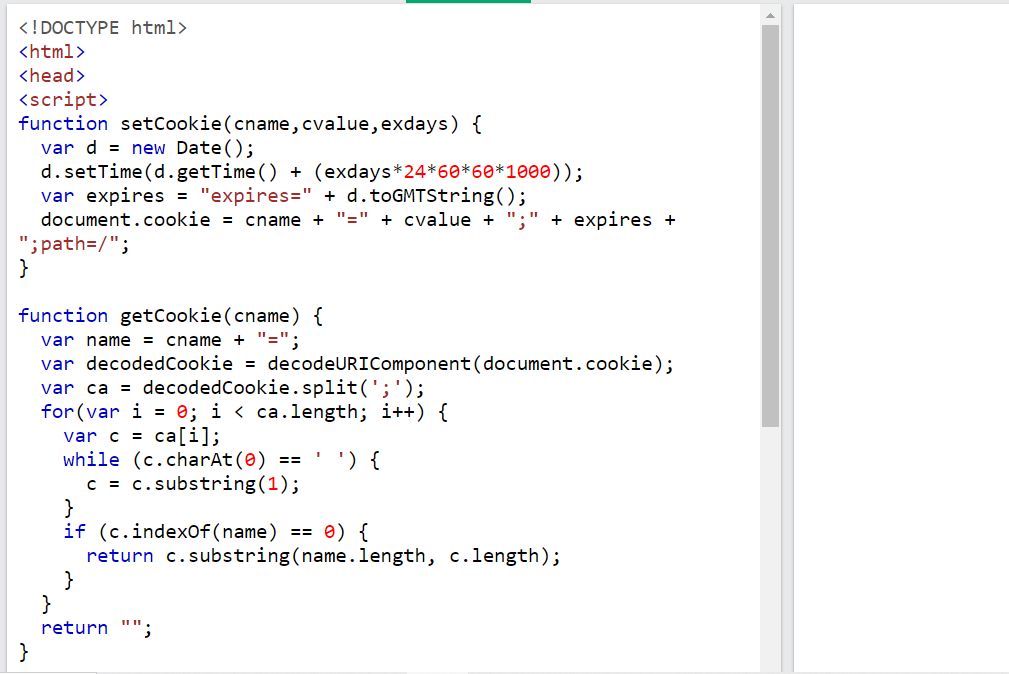 <!DOCTYPE html>
<html>
<head>
<script>
function setCookie(cname,cvalue,exdays) {
  var d = new Date();
  d.setTime(d.getTime() + (exdays*24*60*60*1000));
  var expires = "expires=" + d.toGMTString();
  document.cookie = cname + "=" + cvalue + ";" + expires +
";path=/";
}

function getCookie(cname) {
  var name = cname + "=";
  var decodedCookie = decodeURIComponent(document.cookie);
  var ca = decodedCookie.split(';');
  for(var i = 0; i < ca.length; i++) {
    var c = ca[i];
    while (c.charAt(0) == ' ') {
      c = c.substring(1);
    }
    if (c.indexOf(name) == 0) {
      return c.substring(name.length, c.length);
    }
  }
  return "";
}